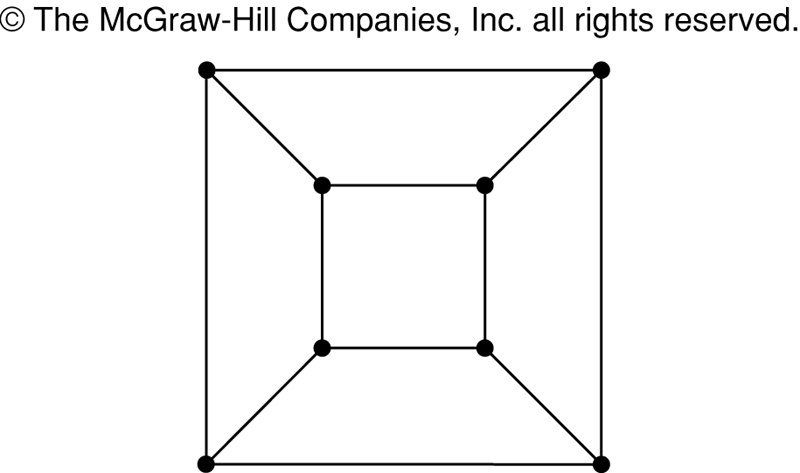 © The McGraw-Hill Companies, Inc. all rights reserved.